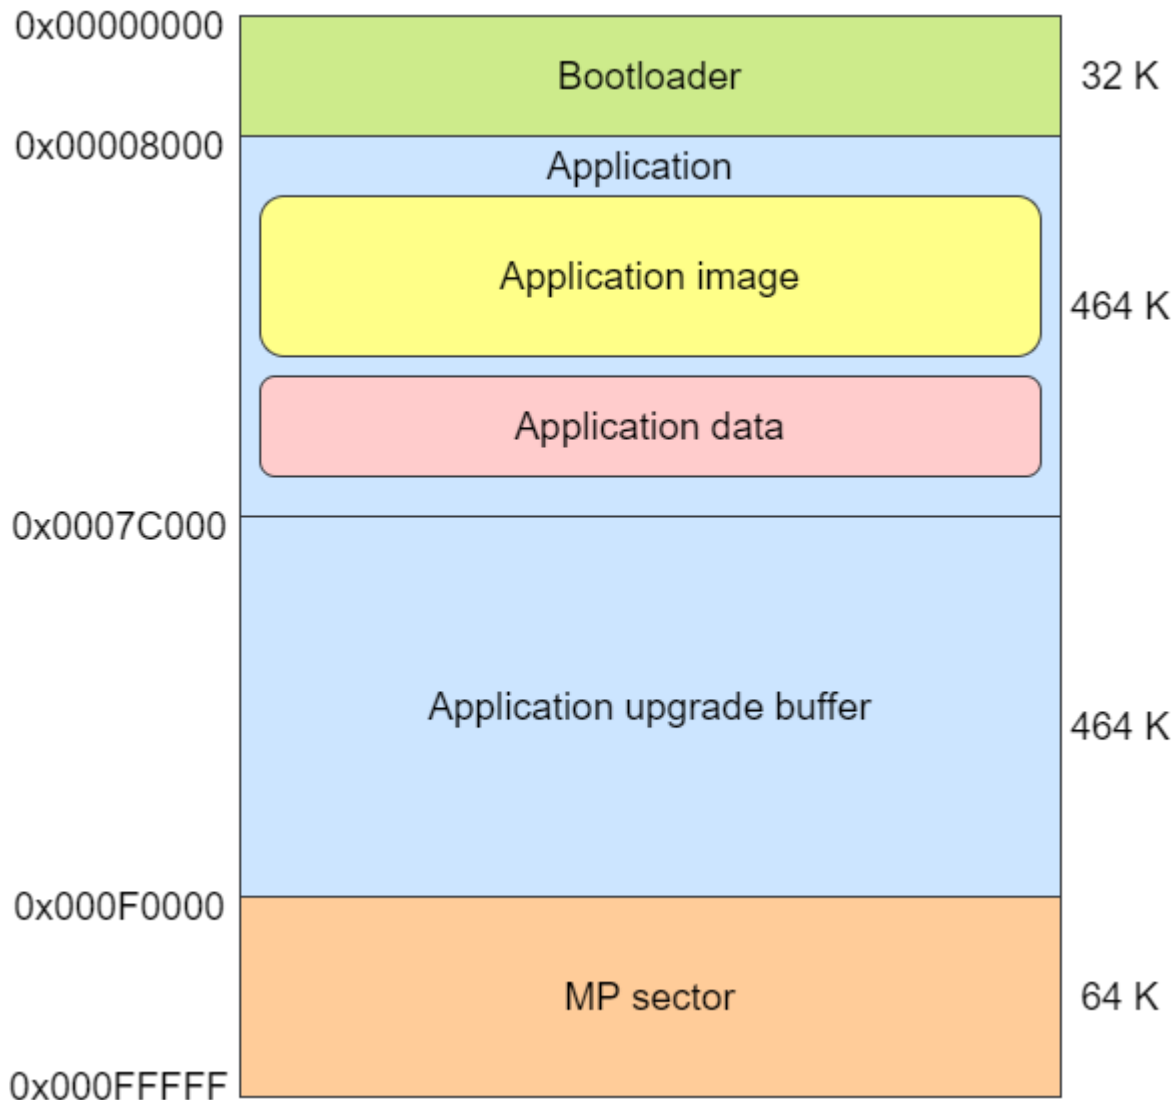 0x00000000
Bootloader
32 K
0x00008000
Application
Application image
464 K
Application data
0x0007C000
Application upgrade buffer
464 K
0x000F0000
MP sector
64 K
0x000FFFFF